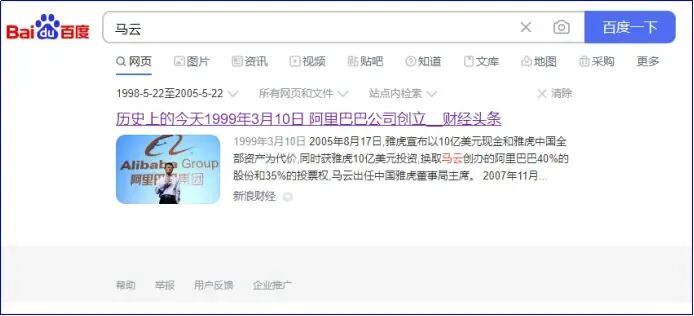 Bai du 百度 马云 百度一下
网页 图片 资讯 视频 贴吧 知道 文库 地图 采购 更多
1998-5-22至2005-5-22 所有网页和文件 站点内检索 清除
历史上的今天1999年3月10日 阿里巴巴公司创立__财经头条
1999年3月10日 2005年8月17日,雅虎宣布以10亿美元现金和雅虎中国全
Alibaba Group 部资产为代价,同时获雅虎10亿美元投资,换取马云创办的阿里巴巴40%的
阿里巴巴集团 股份和35%的投票权,马云出任中国雅虎董事局主席。 2007年11月...
新浪财经
帮助 举报 用户反馈 企业推广